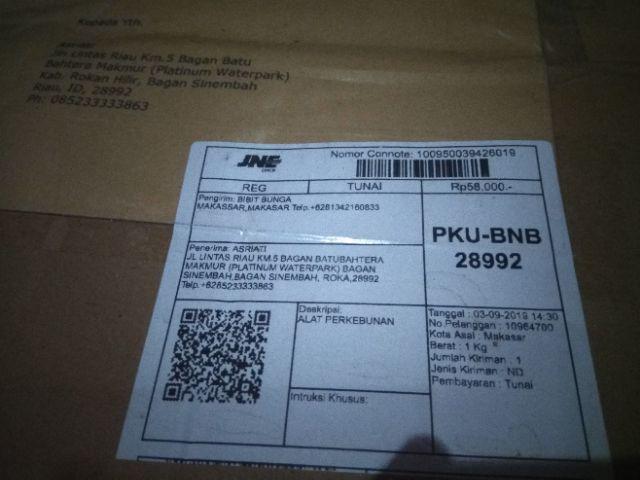 Kepada Yth.
Asriati
Jln Lintas Riau Km.5 Bagan Batu
Bahtera Makmur (Platinum Waterpark)
Kab. Rokan Hilir, Bagan Sinembah
Riau, ID, 28992
Ph: 085233333863
JNE
Nomor Connote: 100950039426019
REG TUNAI Rp58.000.-
Pengirim: BIBIT BUNGA
MAKASSAR,MAKASAR Telp.+6281342160833
PKU-BNB
28992
Penerima: ASRIATI
JL LINTAS RIAU KM.5 BAGAN BATUBAHTERA
MAKMUR (PLATINUM WATERPARK) BAGAN
SINEMBAH,BAGAN SINEMBAH, ROKA,28992
Telp.+6285233333863
Deskripsi:
ALAT PERKEBUNAN
Instruksi Khusus:
Tanggal : 03-09-2019 14:30
No.Pelanggan : 10964700
Kota Asal : Makasar
Berat : 1 Kg
Jumlah Kiriman : 1
Jenis Kiriman : ND
Pembayaran : Tunai